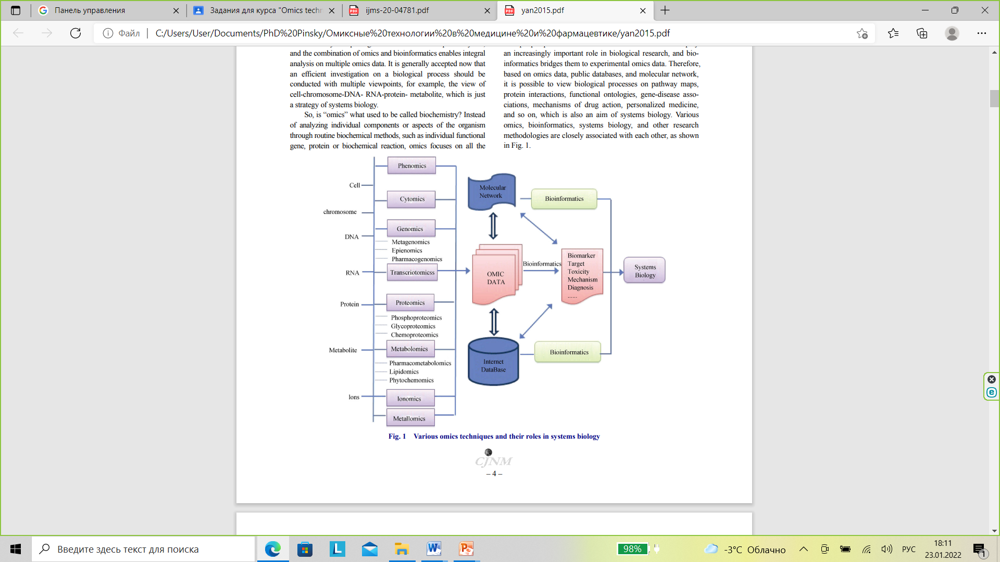 Панель управления
Задания для курса "Omics techn
ijms-20-04781.pdf
yan2015.pdf
Файл
C:/Users/User/Documents/PhD%20Pinsky/Омиксные%20технологии%20в%20медицине%20и%20фармацевтике/yan2015.pdf
and the combination of omics and bioinformatics enables integral
analysis on multiple omics data. It is generally accepted now that
an efficient investigation on a biological process should be
conducted with multiple viewpoints, for example, the view of
cell-chromosome-DNA- RNA-protein- metabolite, which is just
a strategy of systems biology.
So, is “omics” what used to be called biochemistry? Instead
of analyzing individual components or aspects of the organism
through routine biochemical methods, such as individual functional
gene, protein or biochemical reaction, omics focuses on all the
an increasingly important role in biological research, and bio-
informatics bridges them to experimental omics data. Therefore,
based on omics data, public databases, and molecular network,
it is possible to view biological processes on pathway maps,
protein interactions, functional ontologies, gene-disease asso-
ciations, mechanisms of drug action, personalized medicine,
and so on, which is also an aim of systems biology. Various
omics, bioinformatics, systems biology, and other research
methodologies are closely associated with each other, as shown
in Fig. 1.
Cell
chromosome
DNA
RNA
Protein
Metabolite
Ions
Phenomics
Cytomics
Genomics
Metagenomics
Epienomics
Pharmacogenomics
Transcriotomicss
Proteomics
Phosphoproteomics
Glycoproteomics
Chemoproteomics
Metabolomics
Pharmacometabolomics
Lipidomics
Phytochemomics
Ionomics
Metallomics
Molecular
Network
OMIC
DATA
Internet
DataBase
Bioinformatics
Bioinformatics
Bioinformatics
Biomarker
Target
Toxicity
Mechanism
Diagnosis
......
Systems
Biology
Fig. 1 Various omics techniques and their roles in systems biology
CJNM
– 4 –
Введите здесь текст для поиска
98%
-3°C Облачно
РУС
18:11
23.01.2022
1